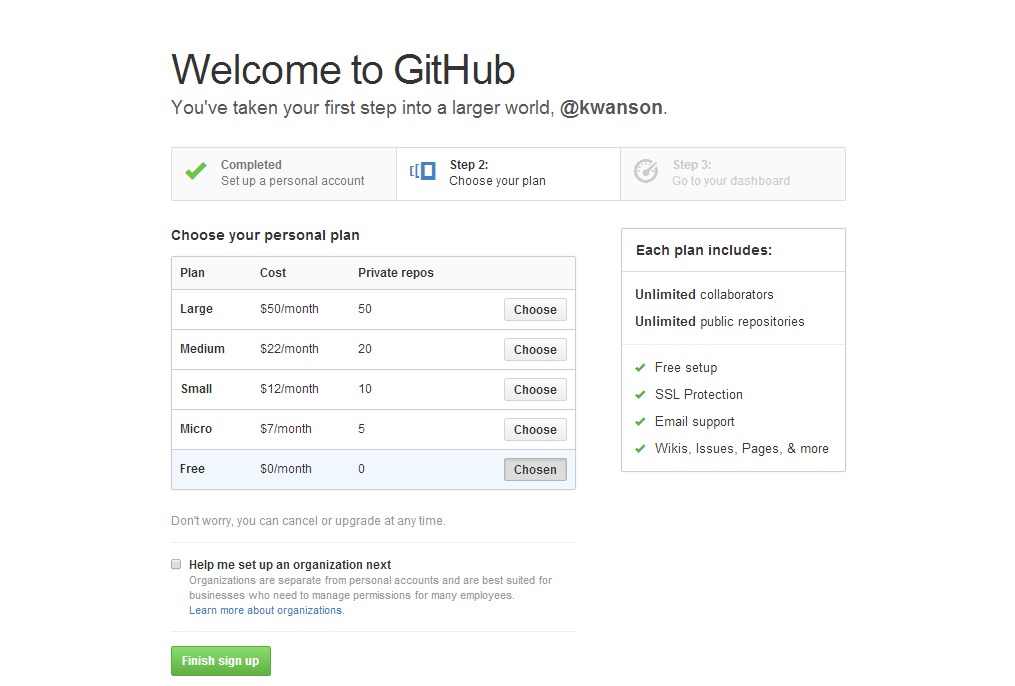 Welcome to GitHub
You've taken your first step into a larger world, @kwanson.
Completed
Set up a personal account
Step 2:
Choose your plan
Step 3:
Go to your dashboard
Choose your personal plan
Plan Cost Private repos
Large $50/month 50 Choose
Medium $22/month 20 Choose
Small $12/month 10 Choose
Micro $7/month 5 Choose
Free $0/month 0 Chosen
Don't worry, you can cancel or upgrade at any time.
Help me set up an organization next
Organizations are separate from personal accounts and are best suited for
businesses who need to manage permissions for many employees.
Learn more about organizations.
Finish sign up
Each plan includes:
Unlimited collaborators
Unlimited public repositories
Free setup
SSL Protection
Email support
Wikis, Issues, Pages, & more